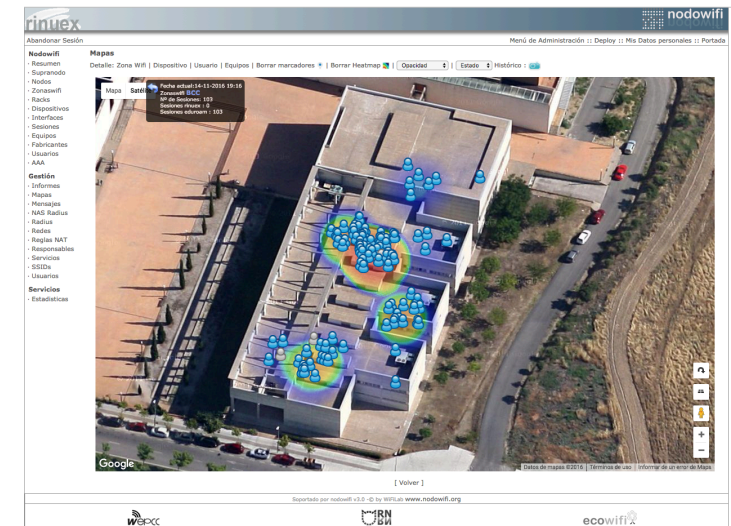 rinuex
nodowifi
Abandonar Sesión
Menú de Administración :: Deploy :: Mis Datos personales :: Portada
Nodowifi
Resumen
Supranodo
Nodos
Zonaswifi
Racks
Dispositivos
Interfaces
Sesiones
Equipos
Fabricantes
Usuarios
AAA
Gestión
Informes
Mapas
Mensajes
NAS Radius
Radius
Redes
Reglas NAT
Responsables
Servicios
SSIDs
Usuarios
Servicios
Estadísticas
Mapas
Detalle: Zona Wifi | Dispositivo | Usuario | Equipos | Borrar marcadores | Borrar Heatmap | Opacidad | Estado Histórico :
Mapa Satélite
Fecha actual:14-11-2016 19:16
Zonaswifi BCC
Nº de Sesiones: 103
Sesiones rinuex : 0
Sesiones eduroam : 103
Google
Datos de mapas ©2016 | Términos de uso | Informar de un error de Maps
[ Volver ]
Soportado por nodowifi v3.0 -© by WiFiLab www.nodowifi.org
wepcc
ecowifi